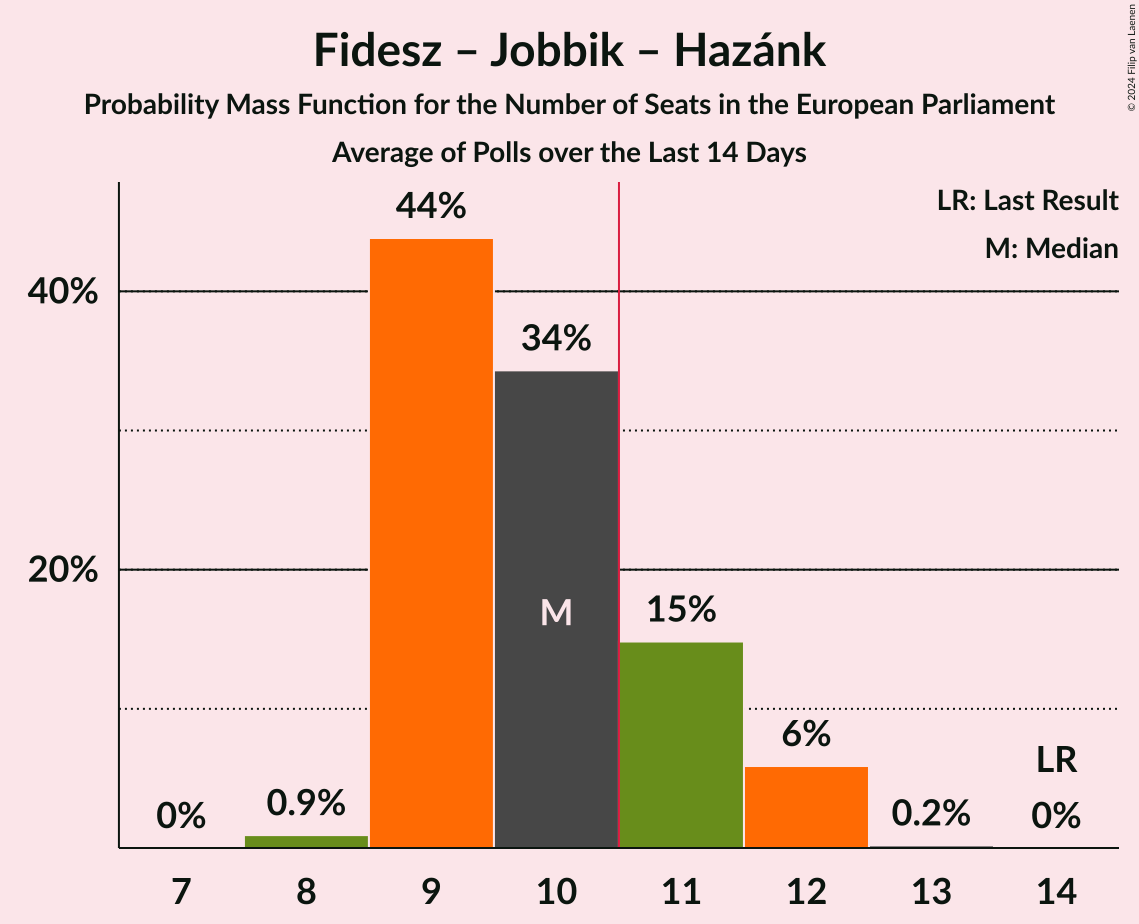 Fidesz – Jobbik – Hazánk
Probability Mass Function for the Number of Seats in the European Parliament
Average of Polls over the Last 14 Days
© 2024 Filip van Laenen
LR: Last Result
M: Median
44%
40%
34%
20%
M
15%
6%
LR
0%
0.9%
0.2%
0%
7 8 9 10 11 12 13 14